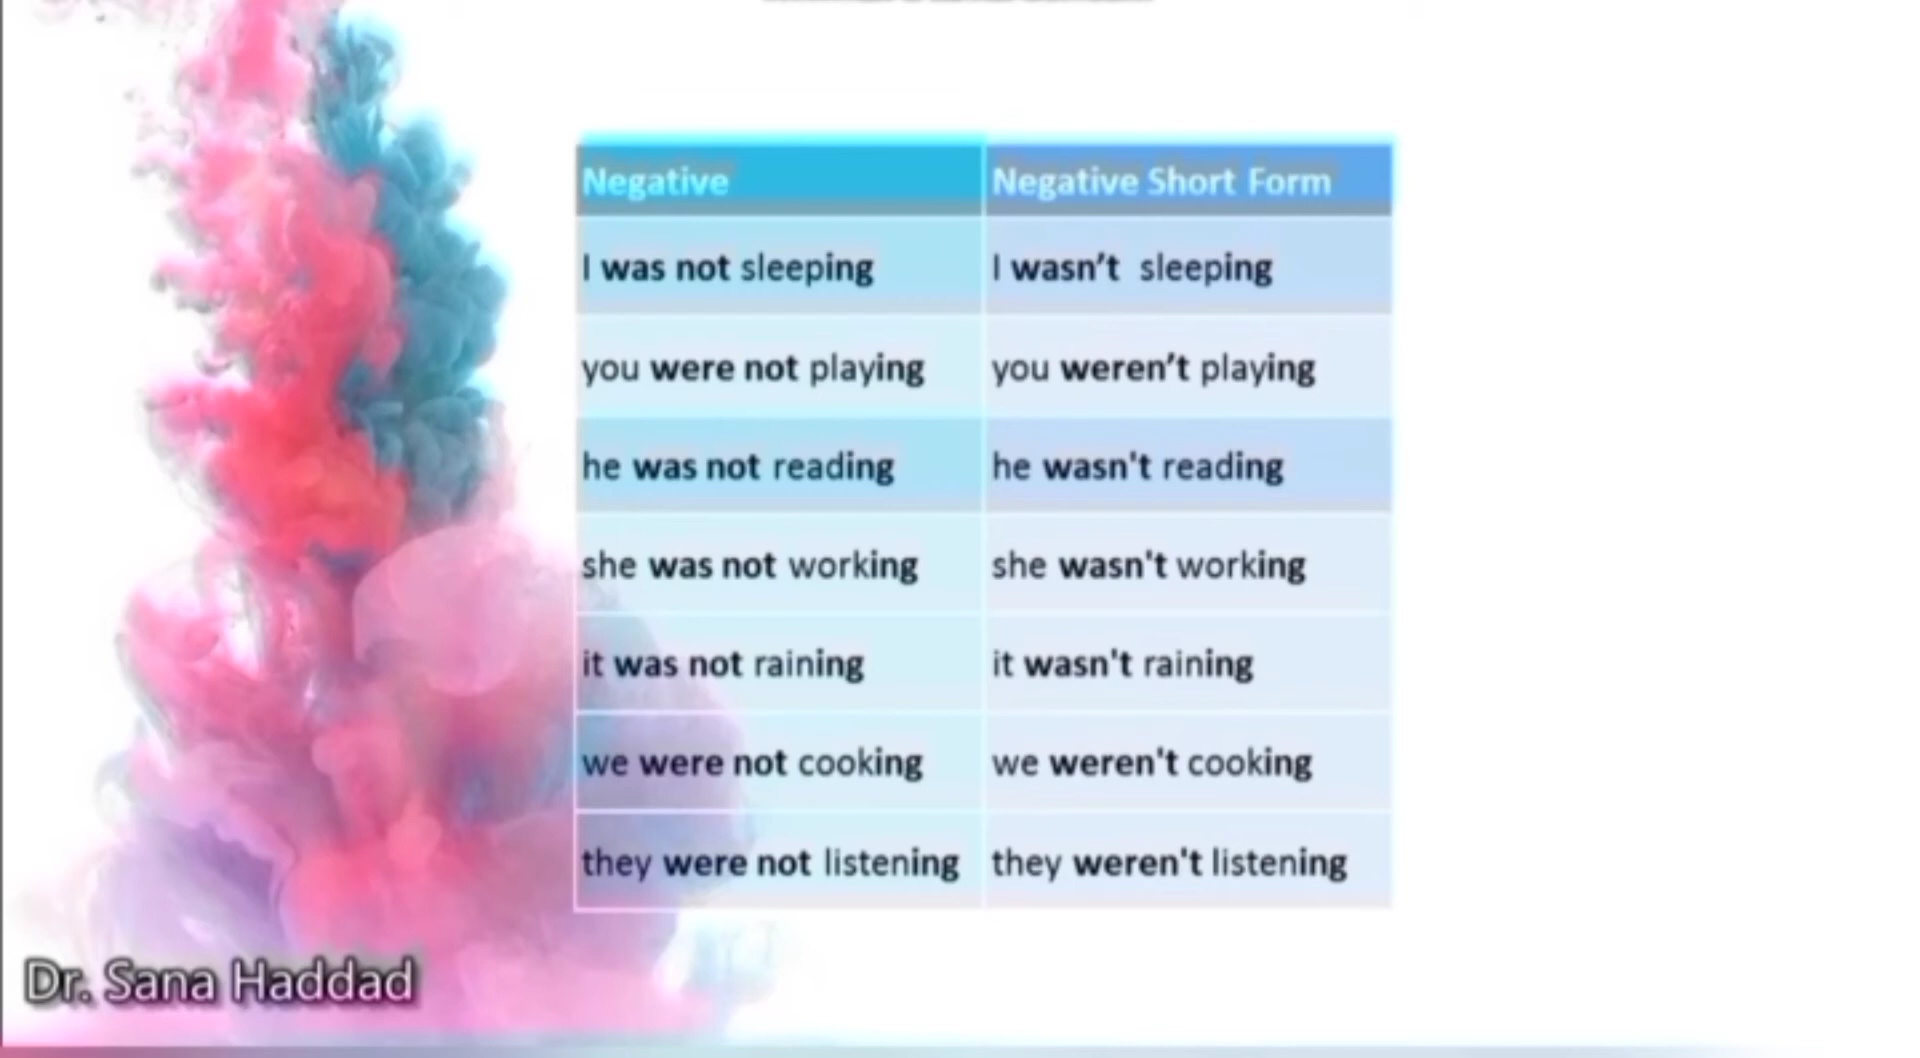 Negative Negative Short Form
I was not sleeping I wasn’t sleeping
you were not playing you weren’t playing
he was not reading he wasn't reading
she was not working she wasn't working
it was not raining it wasn't raining
we were not cooking we weren't cooking
they were not listening they weren't listening
Dr. Sana Haddad